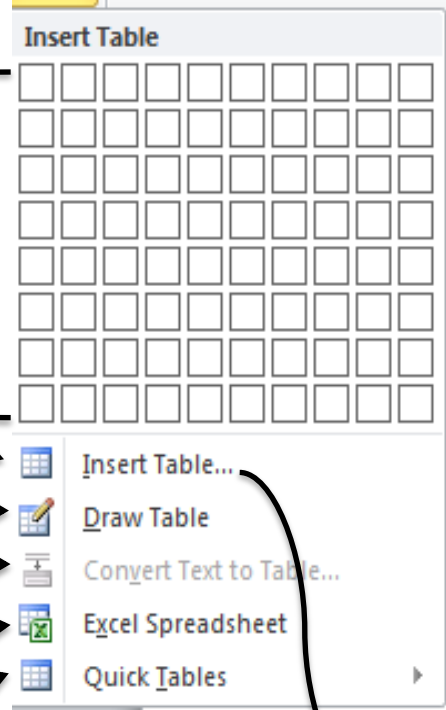 Insert Table
Insert Table...
Draw Table
Convert Text to Table...
Excel Spreadsheet
Quick Tables